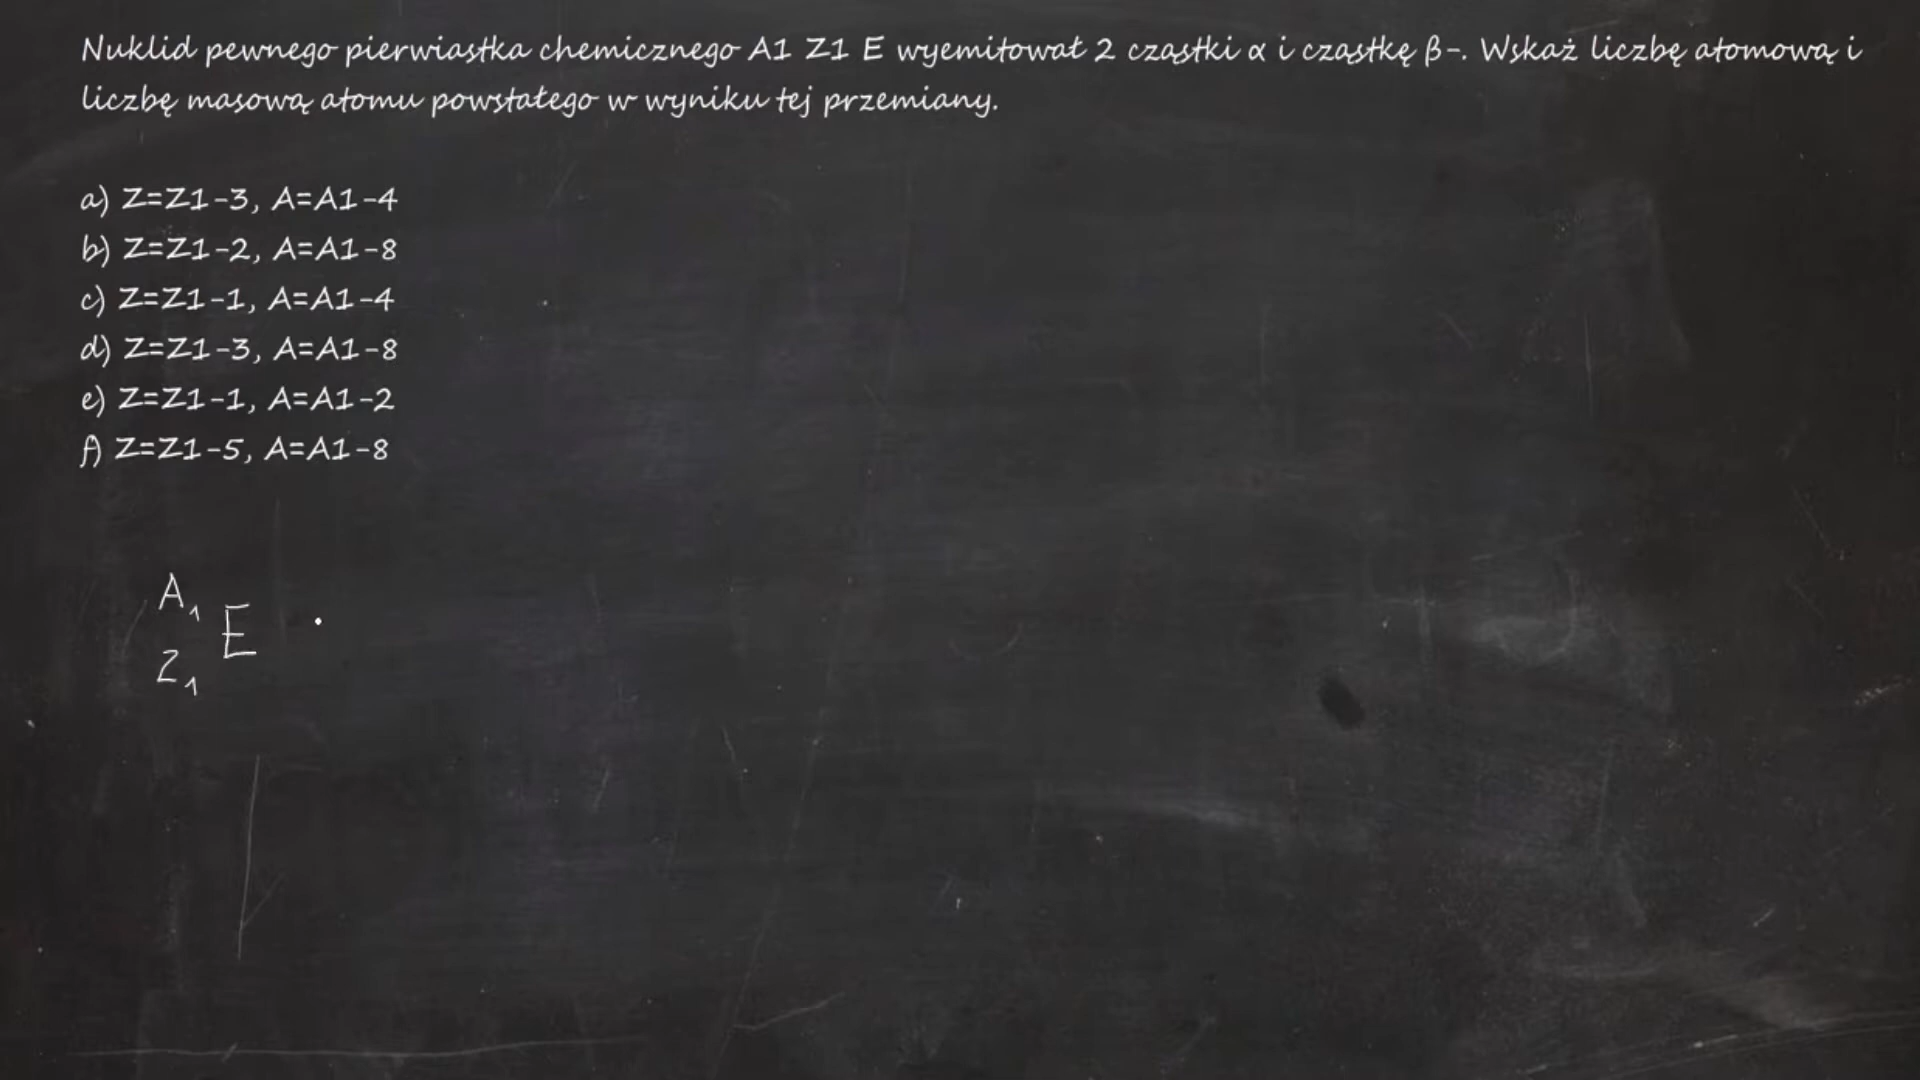 Nuklid pewnego pierwiastka chemicznego A1 Z1 E wyemitował 2 cząstki α i cząstkę β-. Wskaż liczbę atomową i
liczbę masową atomu powstałego w wyniku tej przemiany.
a) Z=Z1-3, A=A1-4
b) Z=Z1-2, A=A1-8
c) Z=Z1-1, A=A1-4
d) Z=Z1-3, A=A1-8
e) Z=Z1-1, A=A1-2
f) Z=Z1-5, A=A1-8
A₁
E
Z₁